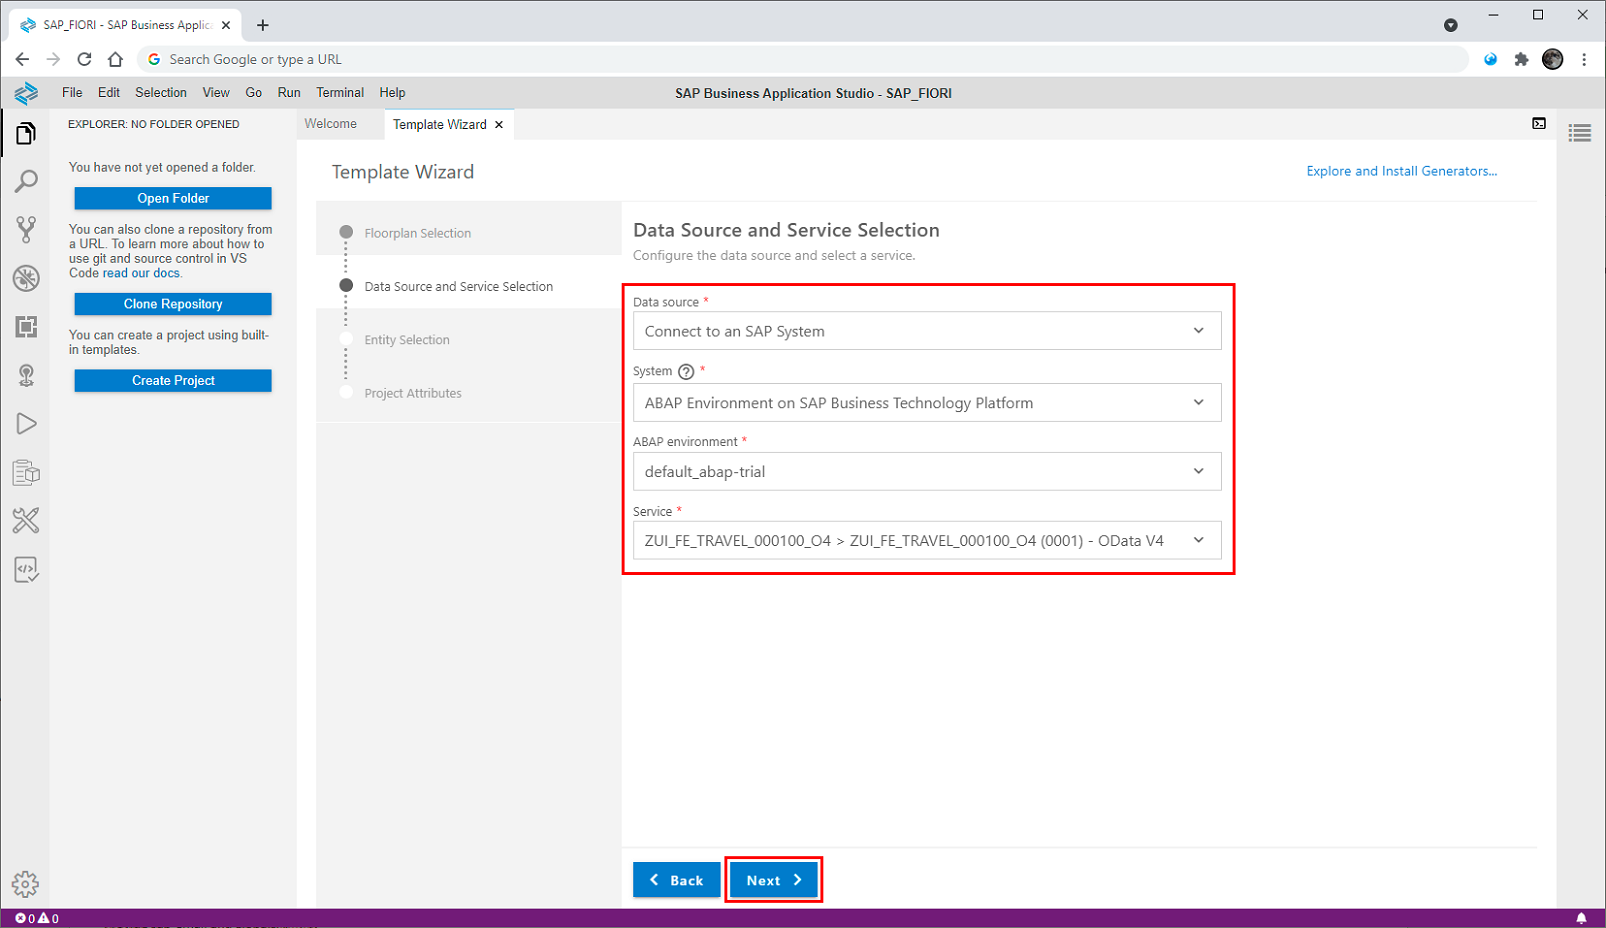 SAP_FIORI - SAP Business Applic
Search Google or type a URL
File Edit Selection View Go Run Terminal Help
SAP Business Application Studio - SAP_FIORI
EXPLORER: NO FOLDER OPENED
Welcome
Template Wizard
You have not yet opened a folder.
Open Folder
You can also clone a repository from
a URL. To learn more about how to
use git and source control in VS
Code read our docs.
Clone Repository
You can create a project using built-
in templates.
Create Project
Template Wizard
Explore and Install Generators...
Floorplan Selection
Data Source and Service Selection
Entity Selection
Project Attributes
Data Source and Service Selection
Configure the data source and select a service.
Data source *
Connect to an SAP System
System ? *
ABAP Environment on SAP Business Technology Platform
ABAP environment *
default_abap-trial
Service *
ZUI_FE_TRAVEL_000100_O4 > ZUI_FE_TRAVEL_000100_O4 (0001) - OData V4
Back
Next
0 0